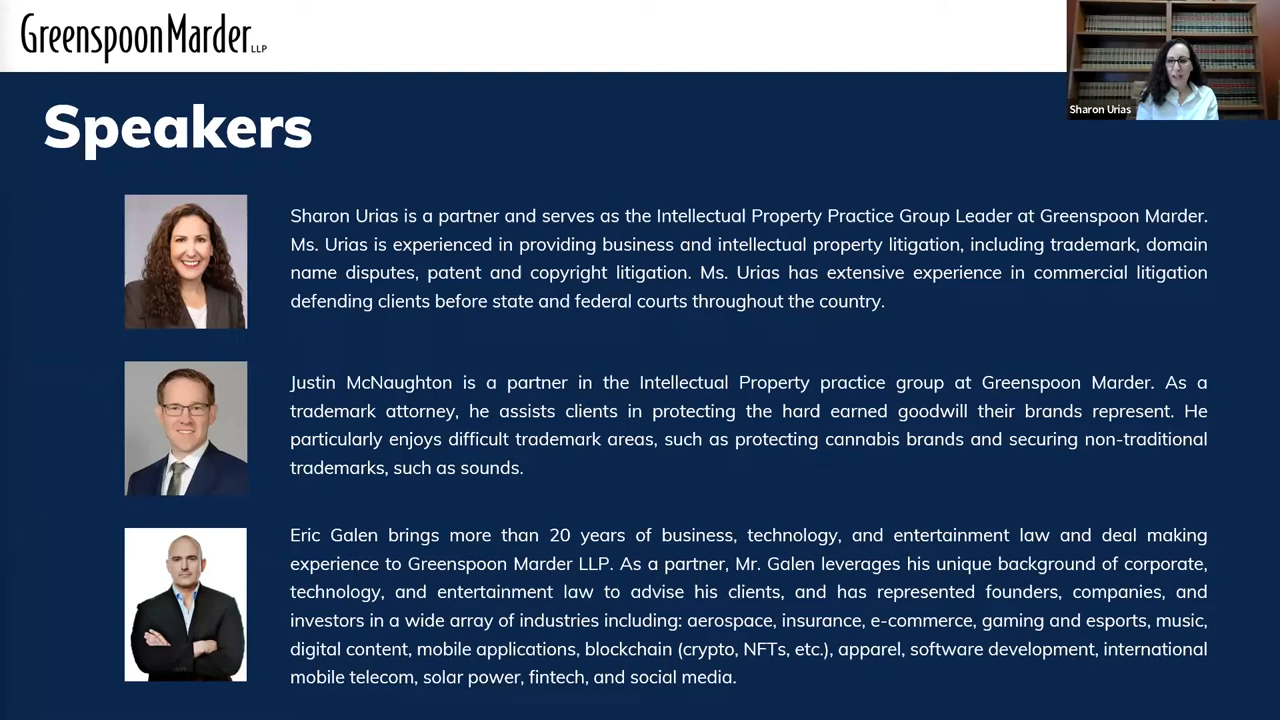 GreenspoonMarder LLP
Sharon Urias
Speakers
Sharon Urias is a partner and serves as the Intellectual Property Practice Group Leader at Greenspoon Marder.
Ms. Urias is experienced in providing business and intellectual property litigation, including trademark, domain
name disputes, patent and copyright litigation. Ms. Urias has extensive experience in commercial litigation
defending clients before state and federal courts throughout the country.
Justin McNaughton is a partner in the Intellectual Property practice group at Greenspoon Marder. As a
trademark attorney, he assists clients in protecting the hard earned goodwill their brands represent. He
particularly enjoys difficult trademark areas, such as protecting cannabis brands and securing non-traditional
trademarks, such as sounds.
Eric Galen brings more than 20 years of business, technology, and entertainment law and deal making
experience to Greenspoon Marder LLP. As a partner, Mr. Galen leverages his unique background of corporate,
technology, and entertainment law to advise his clients, and has represented founders, companies, and
investors in a wide array of industries including: aerospace, insurance, e-commerce, gaming and esports, music,
digital content, mobile applications, blockchain (crypto, NFTs, etc.), apparel, software development, international
mobile telecom, solar power, fintech, and social media.